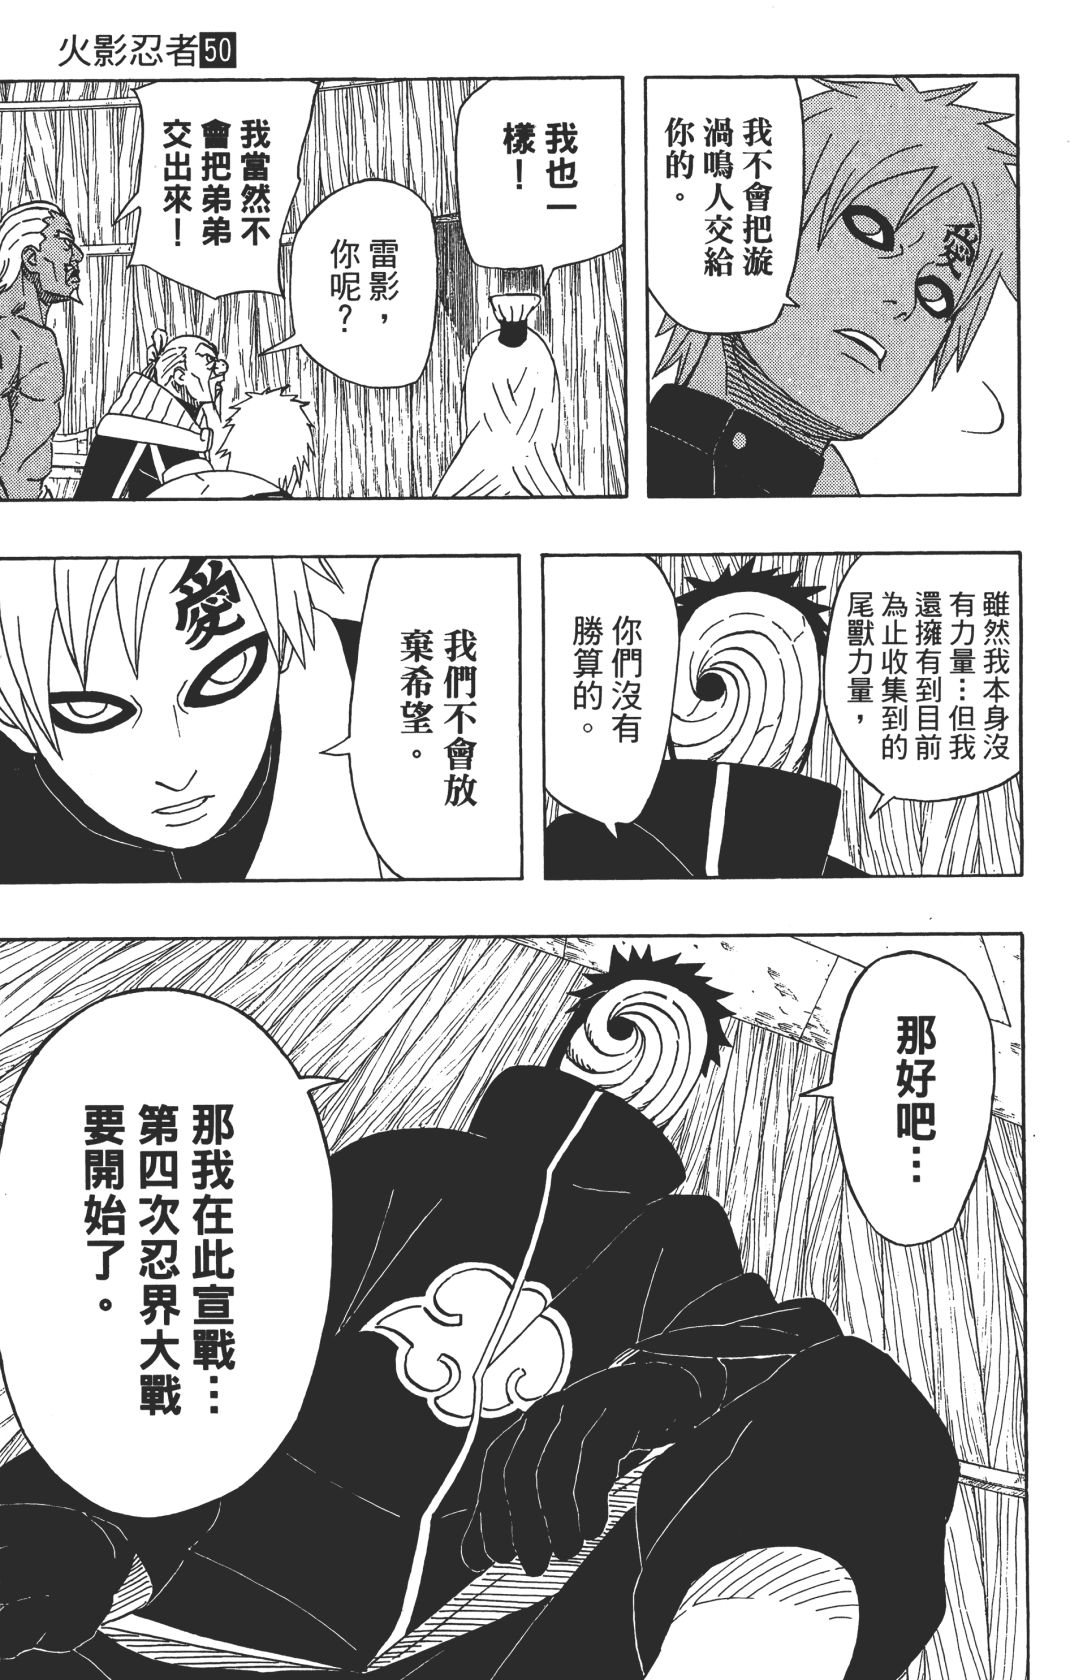 火影忍者50
我不會把漩
渦鳴人交給
你的。
我也一
樣！
雷影，
你呢？
我當然不
會把弟弟
交出來！
雖然我本身沒
有力量…但我
還擁有到目前
為止收集到的
尾獸力量，
你們沒有
勝算的。
我們不會放
棄希望。
愛
愛
那好吧…
那我在此宣戰…
第四次忍界大戰
要開始了。